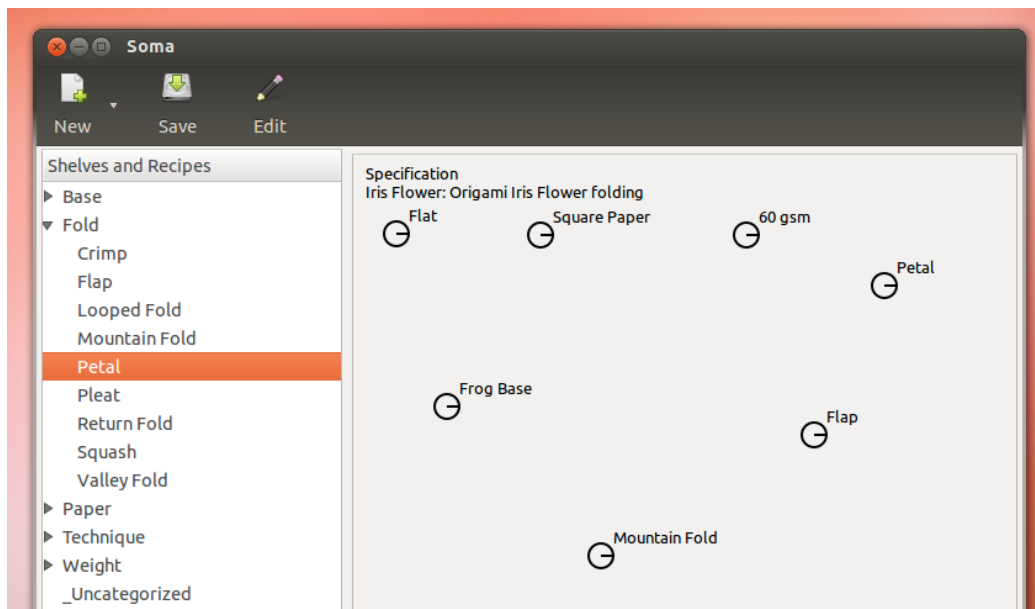 Soma
New
Save
Edit
Shelves and Recipes
Base
Fold
Crimp
Flap
Looped Fold
Mountain Fold
Petal
Pleat
Return Fold
Squash
Valley Fold
Paper
Technique
Weight
_Uncategorized
Specification
Iris Flower: Origami Iris Flower folding
Flat
Square Paper
60 gsm
Petal
Frog Base
Flap
Mountain Fold